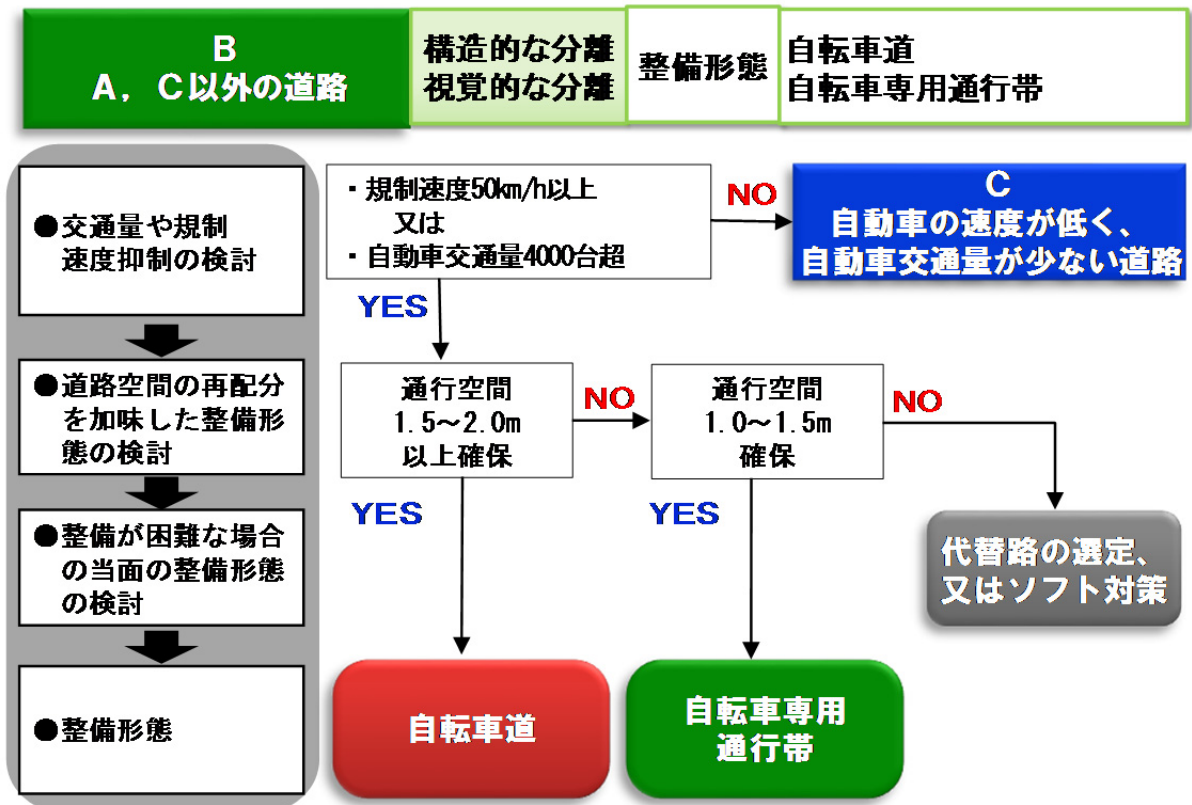 B
A，C以外の道路
構造的な分離
視覚的な分離
整備形態
自転車道
自転車専用通行帯
●交通量や規制
速度抑制の検討
・規制速度50km/h以上
又は
・自動車交通量4000台超
NO
C
自動車の速度が低く、
自動車交通量が少ない道路
YES
●道路空間の再配分
を加味した整備形
態の検討
通行空間
1.5～2.0m
以上確保
NO
通行空間
1.0～1.5m
確保
NO
YES
YES
●整備が困難な場合
の当面の整備形態
の検討
代替路の選定、
又はソフト対策
●整備形態
自転車道
自転車専用
通行帯